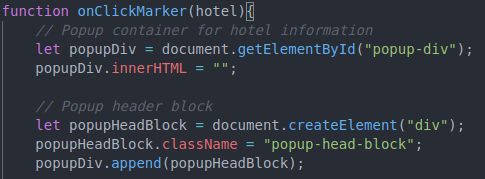 function onClickMarker(hotel){
// Popup container for hotel information
let popupDiv = document.getElementById("popup-div");
popupDiv.innerHTML = "";
// Popup header block
let popupHeadBlock = document.createElement("div");
popupHeadBlock.className = "popup-head-block";
popupDiv.append(popupHeadBlock);